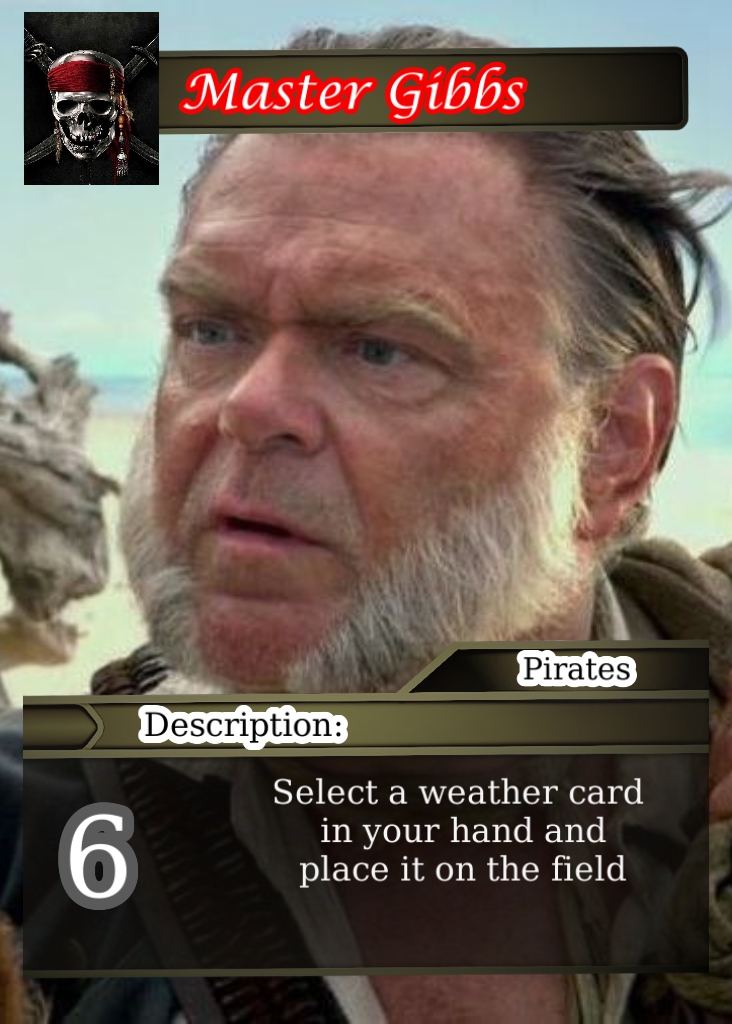 Master Gibbs
Pirates
Description:
6
Select a weather card
in your hand and
place it on the field